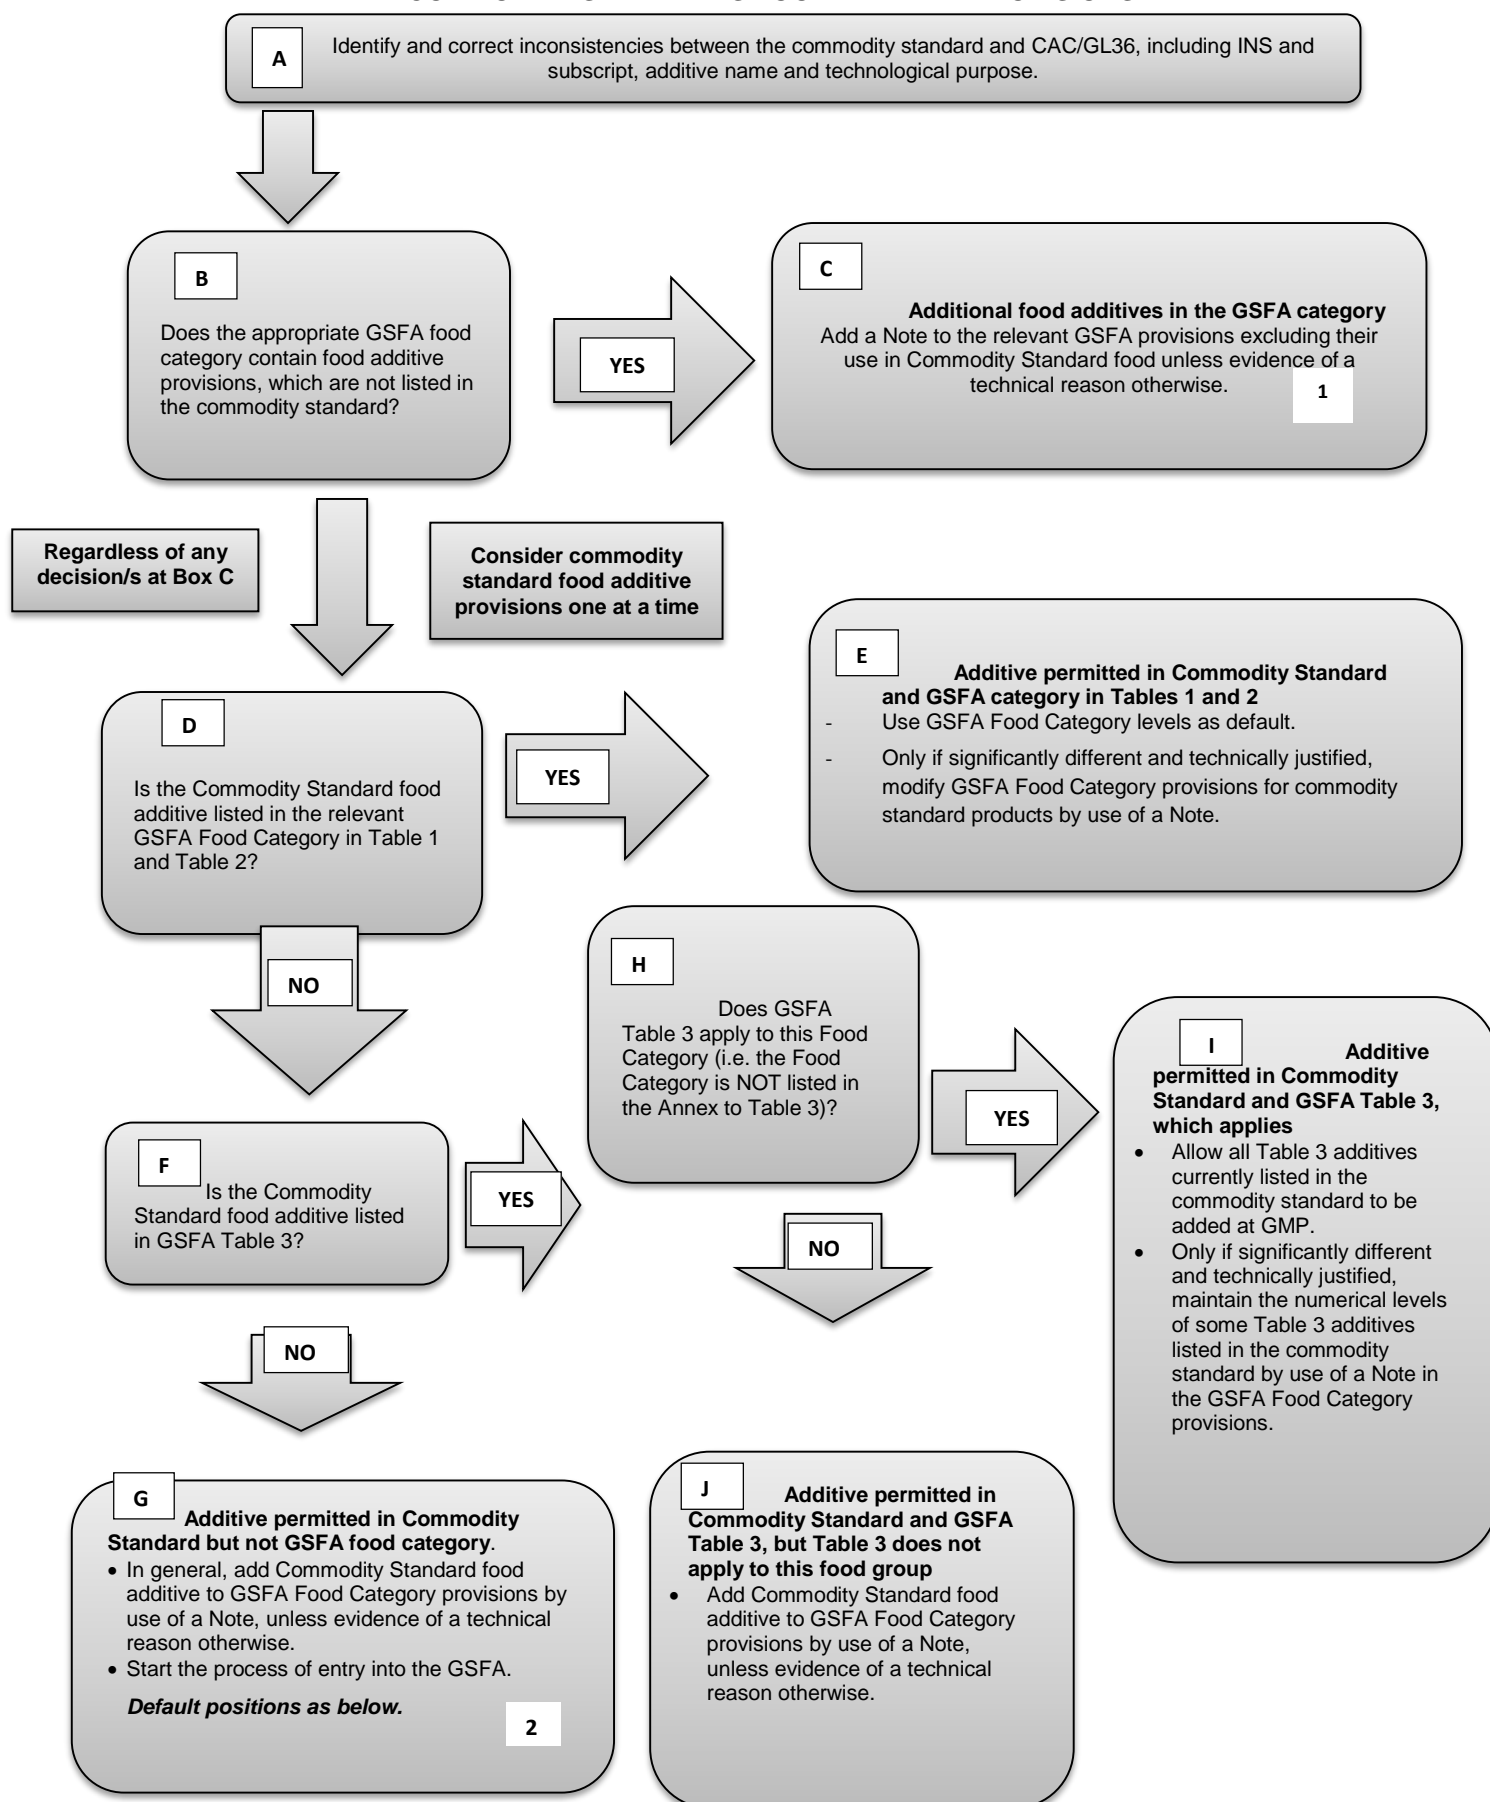 A
Identify and correct inconsistencies between the commodity standard and CAC/GL36, including INS and
subscript, additive name and technological purpose.
B
Does the appropriate GSFA food
category contain food additive
provisions, which are not listed in
the commodity standard?
YES
C
Additional food additives in the GSFA category
Add a Note to the relevant GSFA provisions excluding their
use in Commodity Standard food unless evidence of a
technical reason otherwise.
1
Regardless of any
decision/s at Box C
Consider commodity
standard food additive
provisions one at a time
D
Is the Commodity Standard food
additive listed in the relevant
GSFA Food Category in Table 1
and Table 2?
YES
E
Additive permitted in Commodity Standard
and GSFA category in Tables 1 and 2
- Use GSFA Food Category levels as default.
- Only if significantly different and technically justified,
modify GSFA Food Category provisions for commodity
standard products by use of a Note.
NO
F
Is the Commodity
Standard food additive listed
in GSFA Table 3?
YES
H
Does GSFA
Table 3 apply to this Food
Category (i.e. the Food
Category is NOT listed in
the Annex to Table 3)?
YES
I
Additive
permitted in Commodity
Standard and GSFA Table 3,
which applies
• Allow all Table 3 additives
currently listed in the
commodity standard to be
added at GMP.
• Only if significantly different
and technically justified,
maintain the numerical levels
of some Table 3 additives
listed in the commodity
standard by use of a Note in
the GSFA Food Category
provisions.
NO
NO
G
Additive permitted in Commodity
Standard but not GSFA food category.
• In general, add Commodity Standard food
additive to GSFA Food Category provisions by
use of a Note, unless evidence of a technical
reason otherwise.
• Start the process of entry into the GSFA.
Default positions as below.
2
J
Additive permitted in
Commodity Standard and GSFA
Table 3, but Table 3 does not
apply to this food group
• Add Commodity Standard food
additive to GSFA Food Category
provisions by use of a Note,
unless evidence of a technical
reason otherwise.